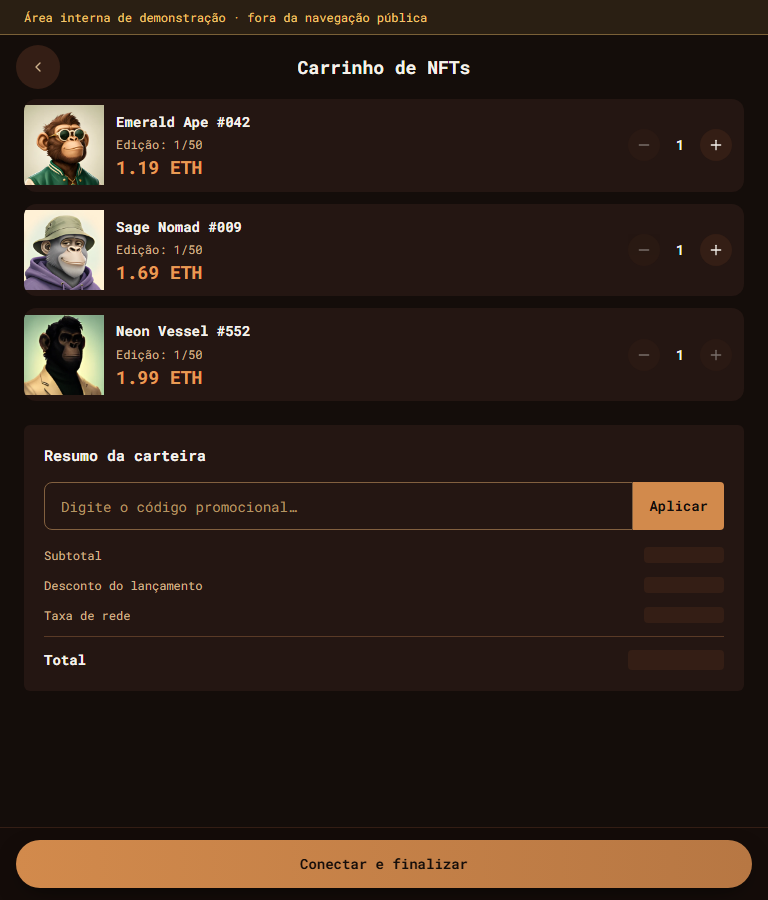 Área interna de demonstração · fora da navegação pública
Carrinho de NFTs
Emerald Ape #042
Edição: 1/50
1.19 ETH
1
Sage Nomad #009
Edição: 1/50
1.69 ETH
1
Neon Vessel #552
Edição: 1/50
1.99 ETH
1
Resumo da carteira
Digite o código promocional…
Aplicar
Subtotal
Desconto do lançamento
Taxa de rede
Total
Conectar e finalizar